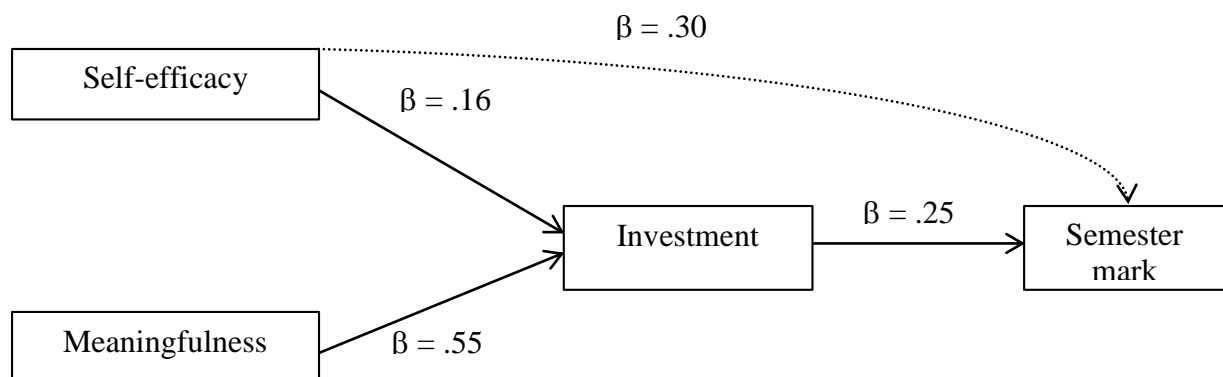 β = .30
Self-efficacy
β = .16
Investment
β = .25
Semester
mark
Meaningfulness
β = .55